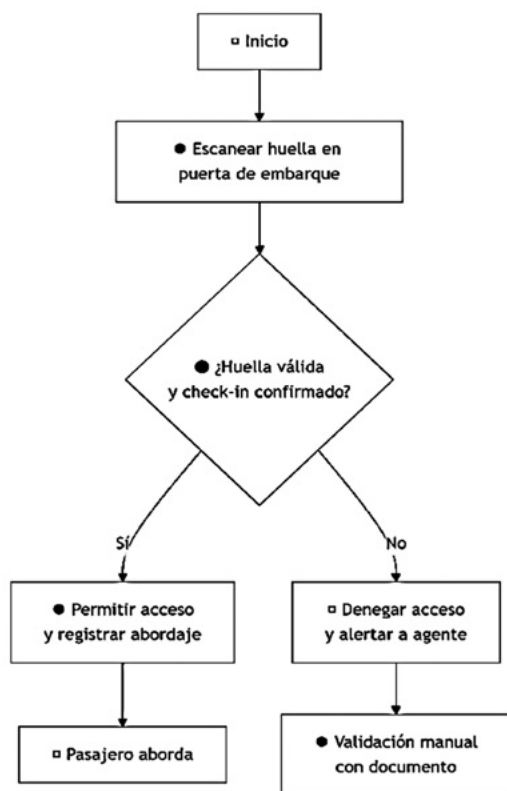 ▫ Inicio
● Escanear huella en
puerta de embarque
● ¿Huella válida
y check-in confirmado?
Sí
No
● Permitir acceso
y registrar abordaje
▫ Denegar acceso
y alertar a agente
▫ Pasajero aborda
● Validación manual
con documento